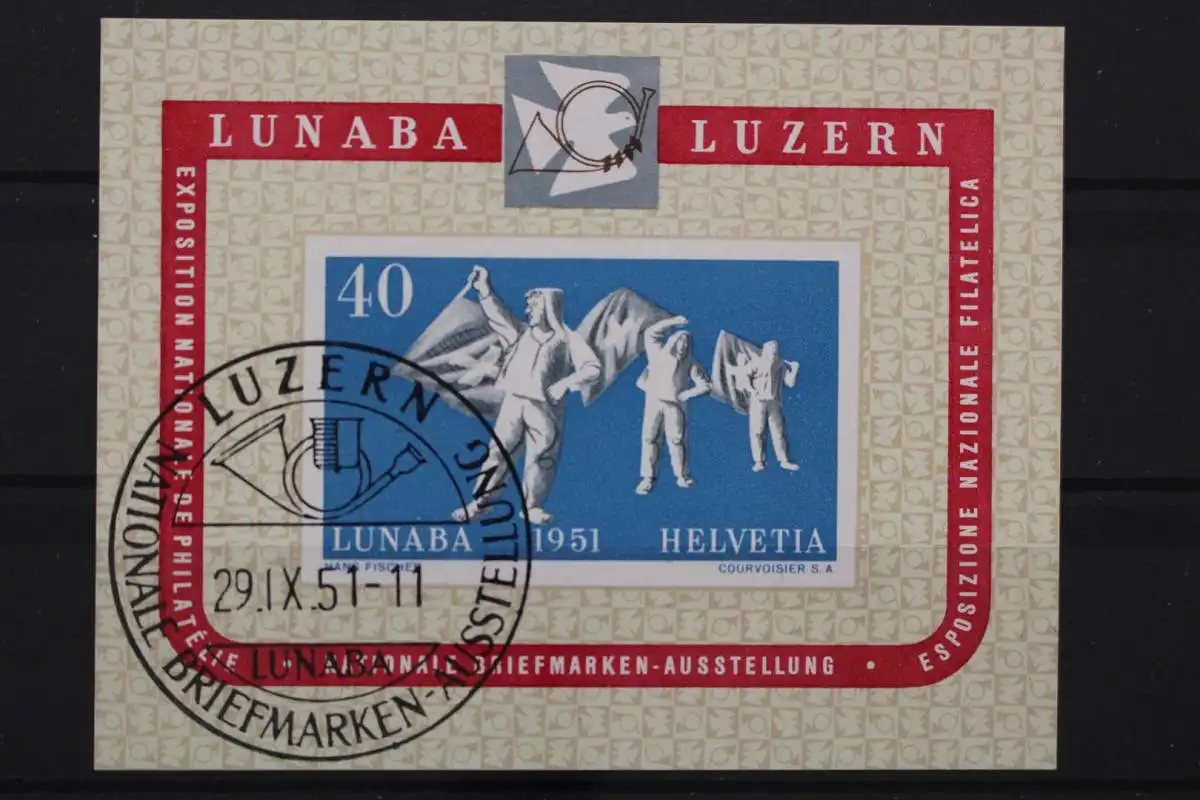 LUNABA LUZERN
EXPOSITION NATIONALE DE PHILATÉLIE • NATIONALE BRIEFMARKEN-AUSSTELLUNG • ESPOSIZIONE NAZIONALE FILATELICA
40
LUNABA 1951 HELVETIA
HANS FISCHER COURVOISIER S. A.
LUZERN
NATIONALE BRIEFMARKEN-AUSSTELLUNG
29.IX.51-11
LUNABA